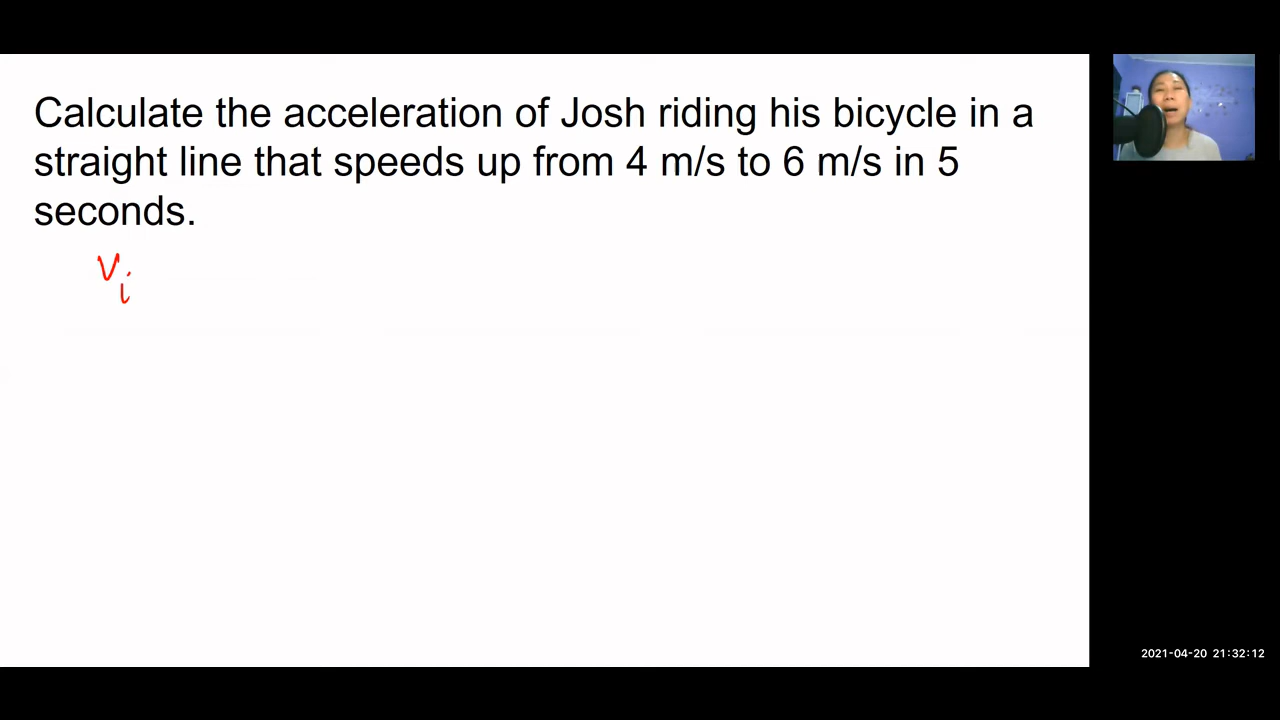 Calculate the acceleration of Josh riding his bicycle in a
straight line that speeds up from 4 m/s to 6 m/s in 5
seconds.
vi
2021-04-20 21:32:12